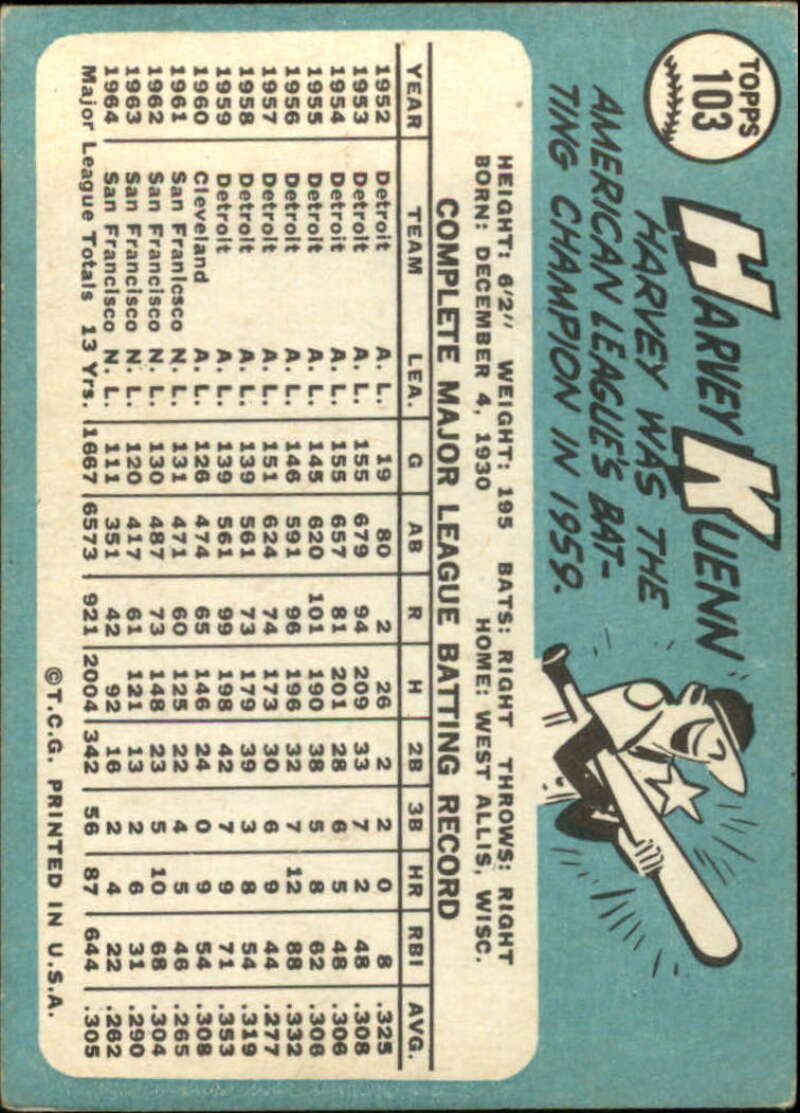 TOPPS
103
HARVEY KUENN
HARVEY WAS THE
AMERICAN LEAGUE'S BAT-
TING CHAMPION IN 1959.
HEIGHT: 6'2" WEIGHT: 195 BATS: RIGHT THROWS: RIGHT
BORN: DECEMBER 4, 1930 HOME: WEST ALLIS, WISC.
COMPLETE MAJOR LEAGUE BATTING RECORD
YEAR TEAM LEA. G AB R H 2B 3B HR RBI AVG.
1952 Detroit A. L. 19 80 2 26 2 2 0 8 .325
1953 Detroit A. L. 155 679 94 209 33 7 2 48 .308
1954 Detroit A. L. 155 657 81 201 28 6 5 48 .306
1955 Detroit A. L. 145 620 101 190 38 5 8 62 .306
1956 Detroit A. L. 146 591 96 196 32 7 12 88 .332
1957 Detroit A. L. 151 624 74 173 30 6 9 44 .277
1958 Detroit A. L. 139 561 73 179 39 3 8 54 .319
1959 Detroit A. L. 139 561 99 198 42 7 9 71 .353
1960 Cleveland A. L. 126 474 65 146 24 0 9 54 .308
1961 San Franicsco N. L. 131 471 60 125 22 4 5 46 .265
1962 San Francisco N. L. 130 487 73 148 23 5 10 68 .304
1963 San Francisco N. L. 120 417 61 121 13 2 6 31 .290
1964 San Francisco N. L. 111 351 42 92 16 2 4 22 .262
Major League Totals 13 Yrs. 1667 6573 921 2004 342 56 87 644 .305
©T.C.G. PRINTED IN U.S.A.